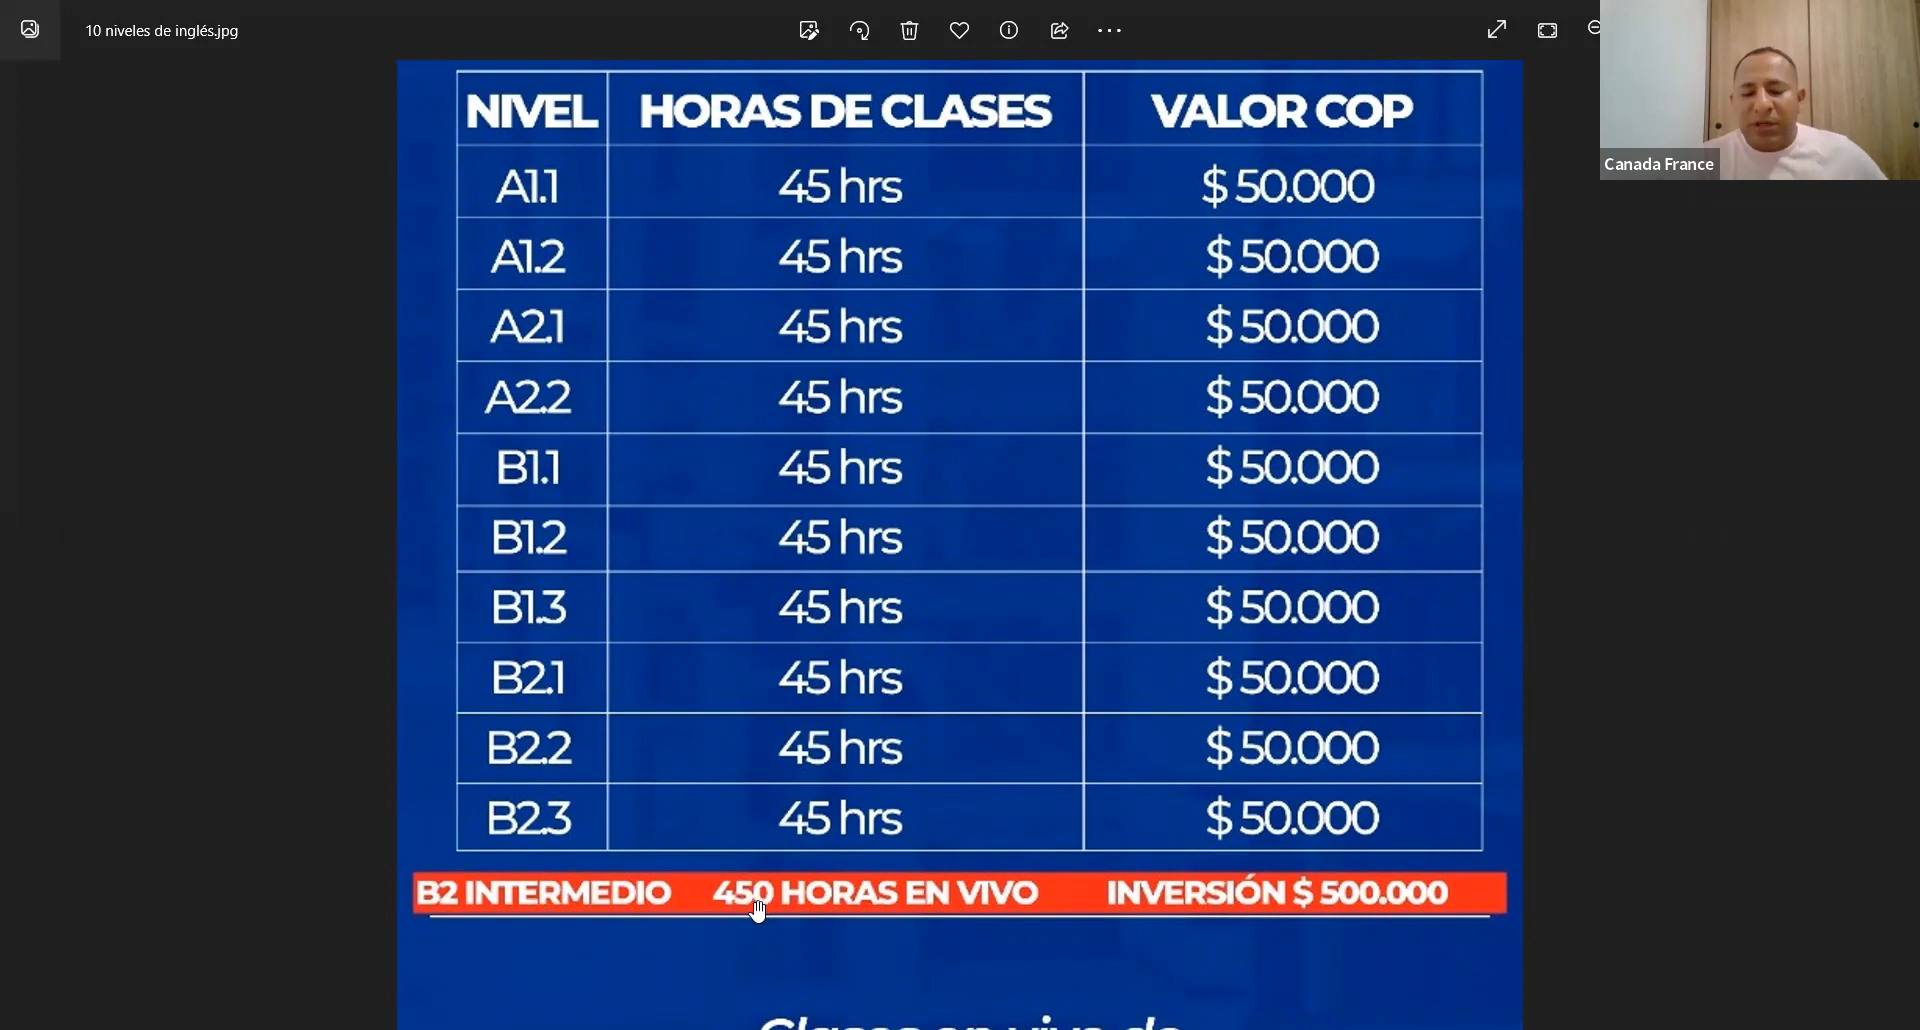 10 niveles de inglés.jpg
Canada France
NIVEL HORAS DE CLASES VALOR COP
A1.1 45 hrs $ 50.000
A1.2 45 hrs $ 50.000
A2.1 45 hrs $ 50.000
A2.2 45 hrs $ 50.000
B1.1 45 hrs $ 50.000
B1.2 45 hrs $ 50.000
B1.3 45 hrs $ 50.000
B2.1 45 hrs $ 50.000
B2.2 45 hrs $ 50.000
B2.3 45 hrs $ 50.000
B2 INTERMEDIO 450 HORAS EN VIVO INVERSIÓN $ 500.000
Clases en vivo de